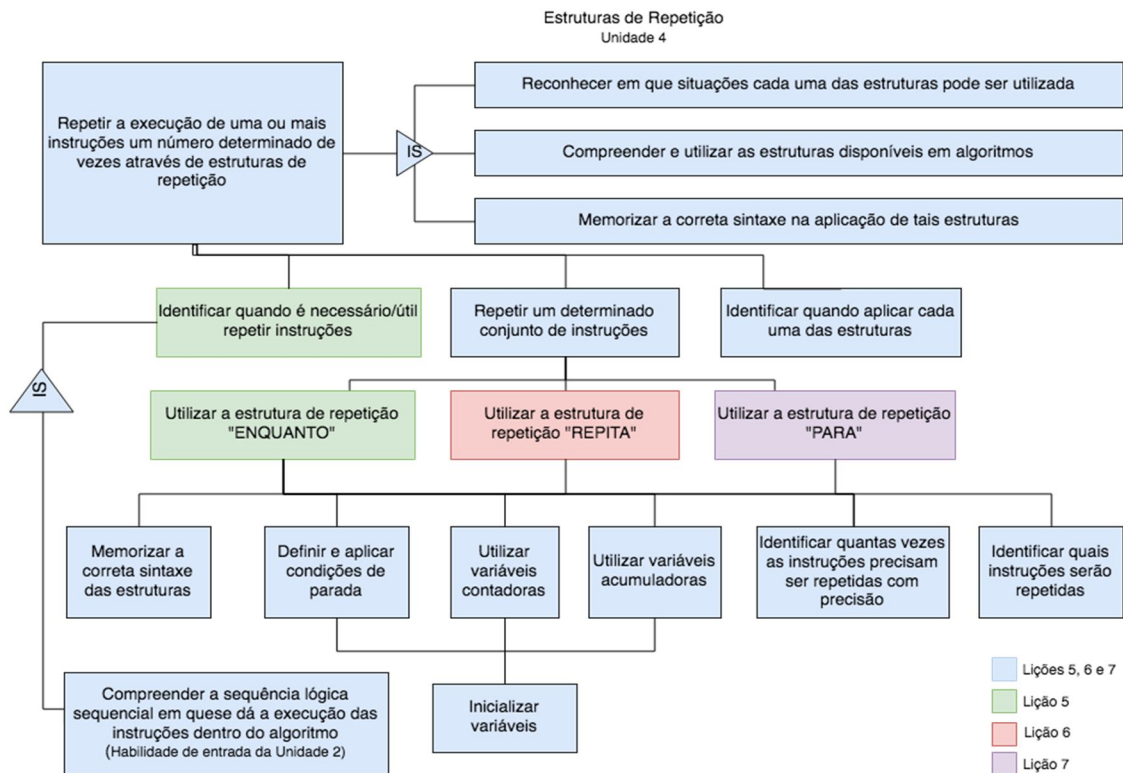 Estruturas de Repetição
Unidade 4
Repetir a execução de uma ou mais
instruções um número determinado de
vezes através de estruturas de
repetição
IS
Reconhecer em que situações cada uma das estruturas pode ser utilizada
Compreender e utilizar as estruturas disponíveis em algoritmos
Memorizar a correta sintaxe na aplicação de tais estruturas
Identificar quando é necessário/útil
repetir instruções
Repetir um determinado
conjunto de instruções
Identificar quando aplicar cada
uma das estruturas
IS
Utilizar a estrutura de repetição
"ENQUANTO"
Utilizar a estrutura de
repetição "REPITA"
Utilizar a estrutura de repetição
"PARA"
Memorizar a
correta sintaxe
das estruturas
Definir e aplicar
condições de
parada
Utilizar
variáveis
contadoras
Utilizar variáveis
acumuladoras
Identificar quantas vezes
as instruções precisam
ser repetidas com
precisão
Identificar quais
instruções serão
repetidas
Compreender a sequência lógica
sequencial em quese dá a execução das
instruções dentro do algoritmo
(Habilidade de entrada da Unidade 2)
Inicializar
variáveis
Lições 5, 6 e 7
Lição 5
Lição 6
Lição 7